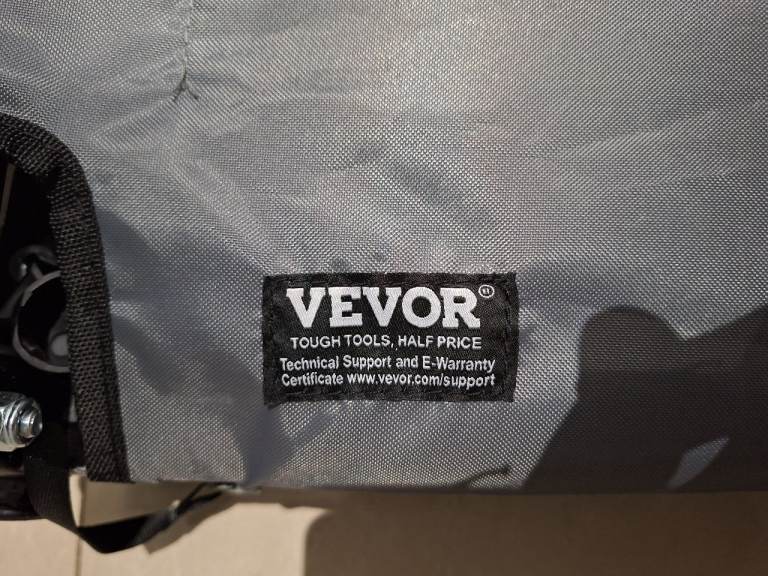 VEVOR®
TOUGH TOOLS, HALF PRICE
Technical Support and E-Warranty
Certificate www.vevor.com/support